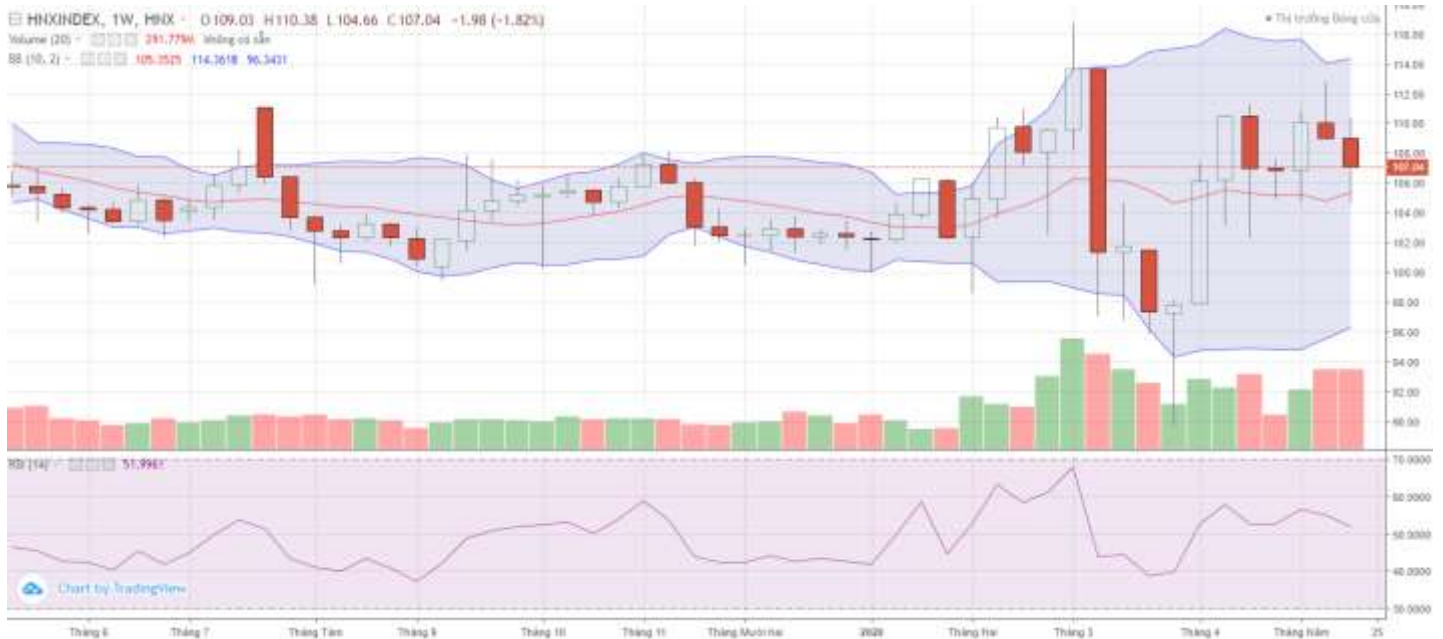 HNXINDEX, 1W, HNX O109.03 H110.38 L104.66 C107.04 -1.98 (-1.82%)
Thị trường Đóng cửa
Volume (20) 291.779M không có sẵn
BB (10, 2) 105.3525 114.3618 96.3431
116.00
114.00
112.00
110.00
108.00
107.04
106.00
104.00
102.00
100.00
98.00
96.00
94.00
92.00
90.00
RSI (14) 51.9961
70.0000
60.0000
50.0000
40.0000
30.0000
Chart by TradingView
Tháng 6 Tháng 7 Tháng Tám Tháng 9 Tháng 10 Tháng 11 Tháng Mười Hai 2020 Tháng Hai Tháng 3 Tháng 4 Tháng Năm 25